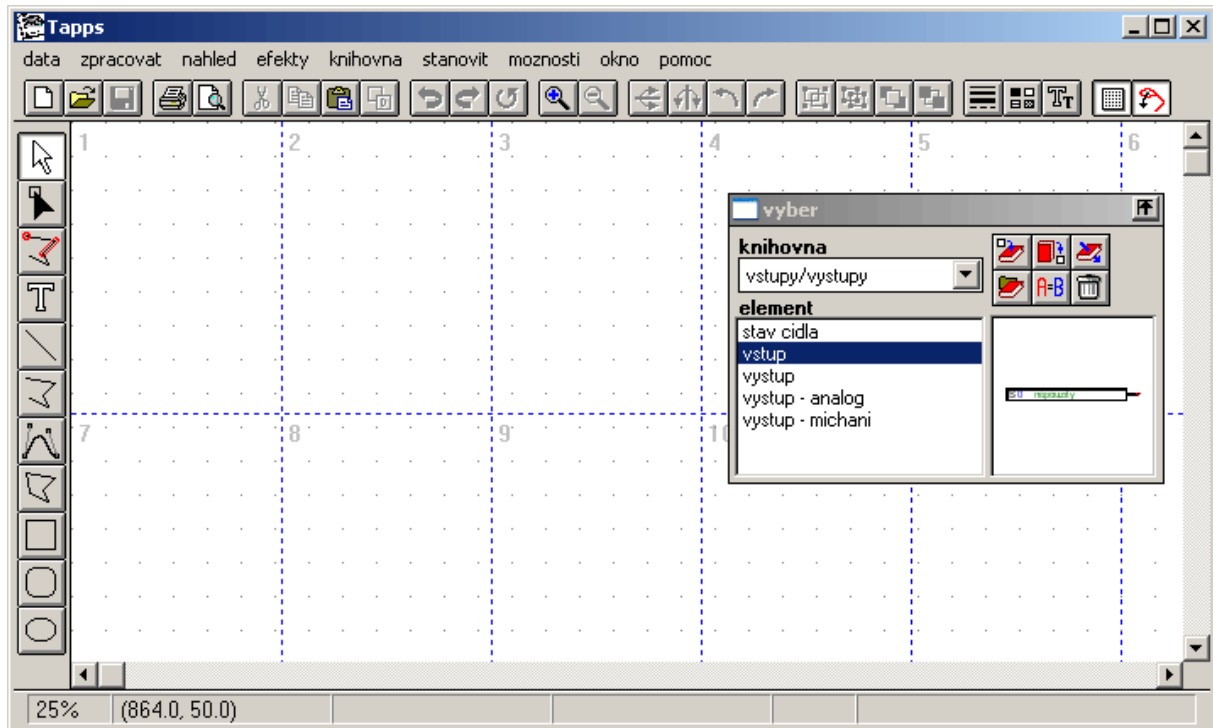 Tapps
data zpracovat nahled efekty knihovna stanovit moznosti okno pomoc
1 2 3 4 5 6
vyber
knihovna
vstupy/vystupy
A=B
element
stav cidla
vstup
vystup
vystup - analog
vystup - michani
7 8 9 10
25% (864.0, 50.0)